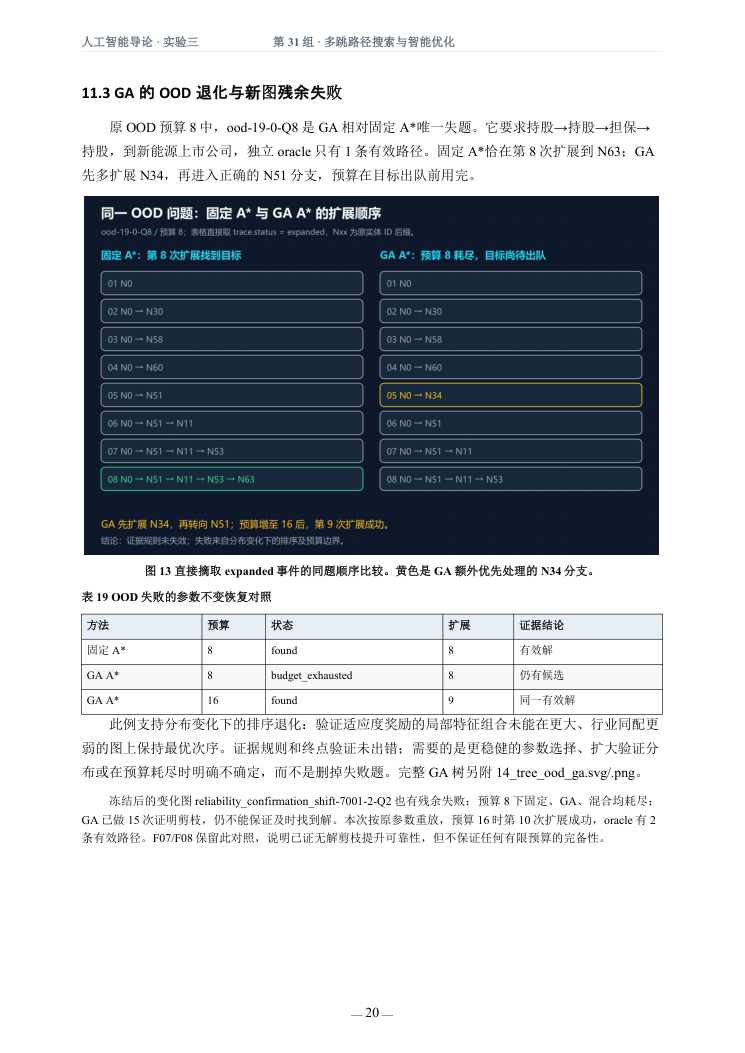 人工智能导论 · 实验三 第 31 组 · 多跳路径搜索与智能优化
11.3 GA 的 OOD 退化与新图残余失败
原 OOD 预算 8 中，ood-19-0-Q8 是 GA 相对固定 A*唯一失题。它要求持股→持股→担保→
持股，到新能源上市公司，独立 oracle 只有 1 条有效路径。固定 A*恰在第 8 次扩展到 N63；GA
先多扩展 N34，再进入正确的 N51 分支，预算在目标出队前用完。
同一 OOD 问题：固定 A* 与 GA A* 的扩展顺序
ood-19-0-Q8 / 预算 8；表格直接取 trace.status = expanded，Nxx 为原实体 ID 后缀。
固定 A*：第 8 次扩展找到目标
GA A*：预算 8 耗尽，目标尚待出队
01 N0
01 N0
02 N0 → N30
02 N0 → N30
03 N0 → N58
03 N0 → N58
04 N0 → N60
04 N0 → N60
05 N0 → N51
05 N0 → N34
06 N0 → N51 → N11
06 N0 → N51
07 N0 → N51 → N11 → N53
07 N0 → N51 → N11
08 N0 → N51 → N11 → N53 → N63
08 N0 → N51 → N11 → N53
GA 先扩展 N34，再转向 N51；预算增至 16 后，第 9 次扩展成功。
结论：证据规则未失效；失败来自分布变化下的排序及预算边界。
图 13 直接摘取 expanded 事件的同题顺序比较。黄色是 GA 额外优先处理的 N34 分支。
表 19 OOD 失败的参数不变恢复对照
方法 预算 状态 扩展 证据结论
固定 A* 8 found 8 有效解
GA A* 8 budget_exhausted 8 仍有候选
GA A* 16 found 9 同一有效解
此例支持分布变化下的排序退化：验证适应度奖励的局部特征组合未能在更大、行业同配更
弱的图上保持最优次序。证据规则和终点验证未出错；需要的是更稳健的参数选择、扩大验证分
布或在预算耗尽时明确不确定，而不是删掉失败题。完整 GA 树另附 14_tree_ood_ga.svg/.png。
冻结后的变化图 reliability_confirmation_shift-7001-2-Q2 也有残余失败：预算 8 下固定、GA、混合均耗尽；
GA 已做 15 次证明剪枝，仍不能保证及时找到解。本次按原参数重放，预算 16 时第 10 次扩展成功，oracle 有 2
条有效路径。F07/F08 保留此对照，说明已证无解剪枝提升可靠性，但不保证任何有限预算的完备性。
— 20 —